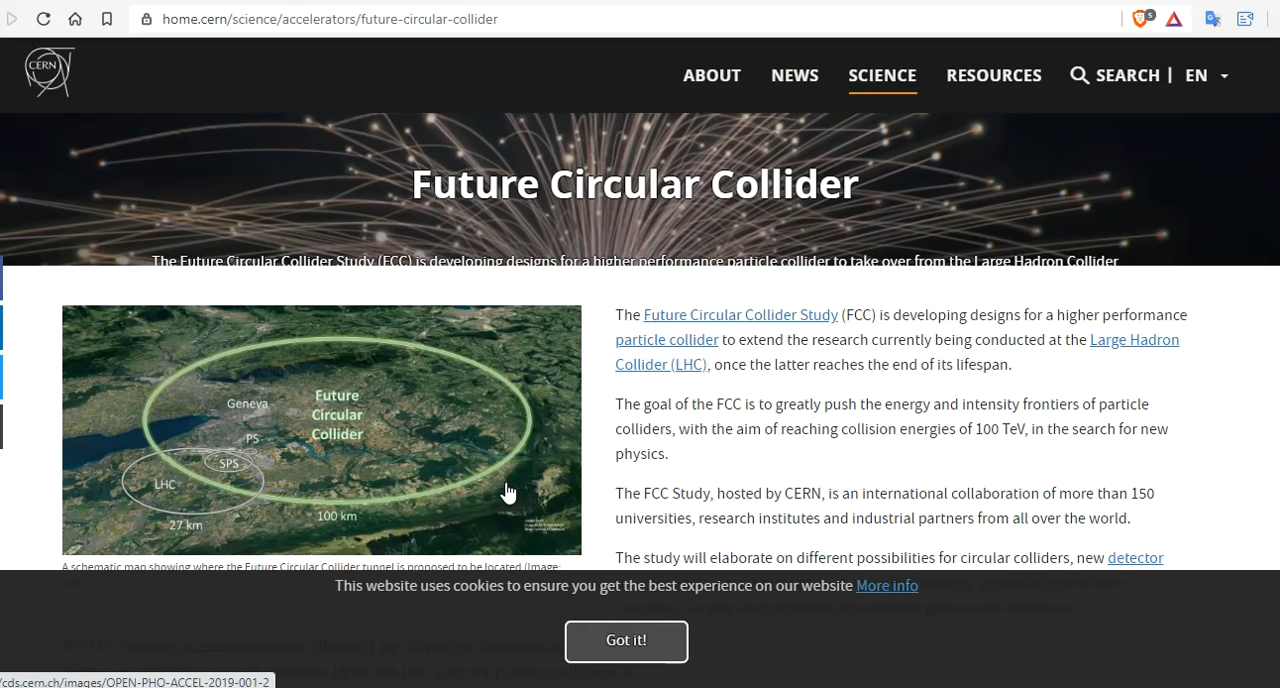 home.cern/science/accelerators/future-circular-collider
5
CERN
ABOUT NEWS SCIENCE RESOURCES SEARCH | EN
Future Circular Collider
The Future Circular Collider Study (FCC) is developing designs for a higher performance particle collider to take over from the Large Hadron Collider
Geneva
PS
SPS
LHC
27 km
Future
Circular
Collider
100 km
A schematic map showing where the Future Circular Collider tunnel is proposed to be located (Image:
The Future Circular Collider Study (FCC) is developing designs for a higher performance
particle collider to extend the research currently being conducted at the Large Hadron
Collider (LHC), once the latter reaches the end of its lifespan.
The goal of the FCC is to greatly push the energy and intensity frontiers of particle
colliders, with the aim of reaching collision energies of 100 TeV, in the search for new
physics.
The FCC Study, hosted by CERN, is an international collaboration of more than 150
universities, research institutes and industrial partners from all over the world.
The study will elaborate on different possibilities for circular colliders, new detector
This website uses cookies to ensure you get the best experience on our website More info
Got it!
/cds.cern.ch/images/OPEN-PHO-ACCEL-2019-001-2